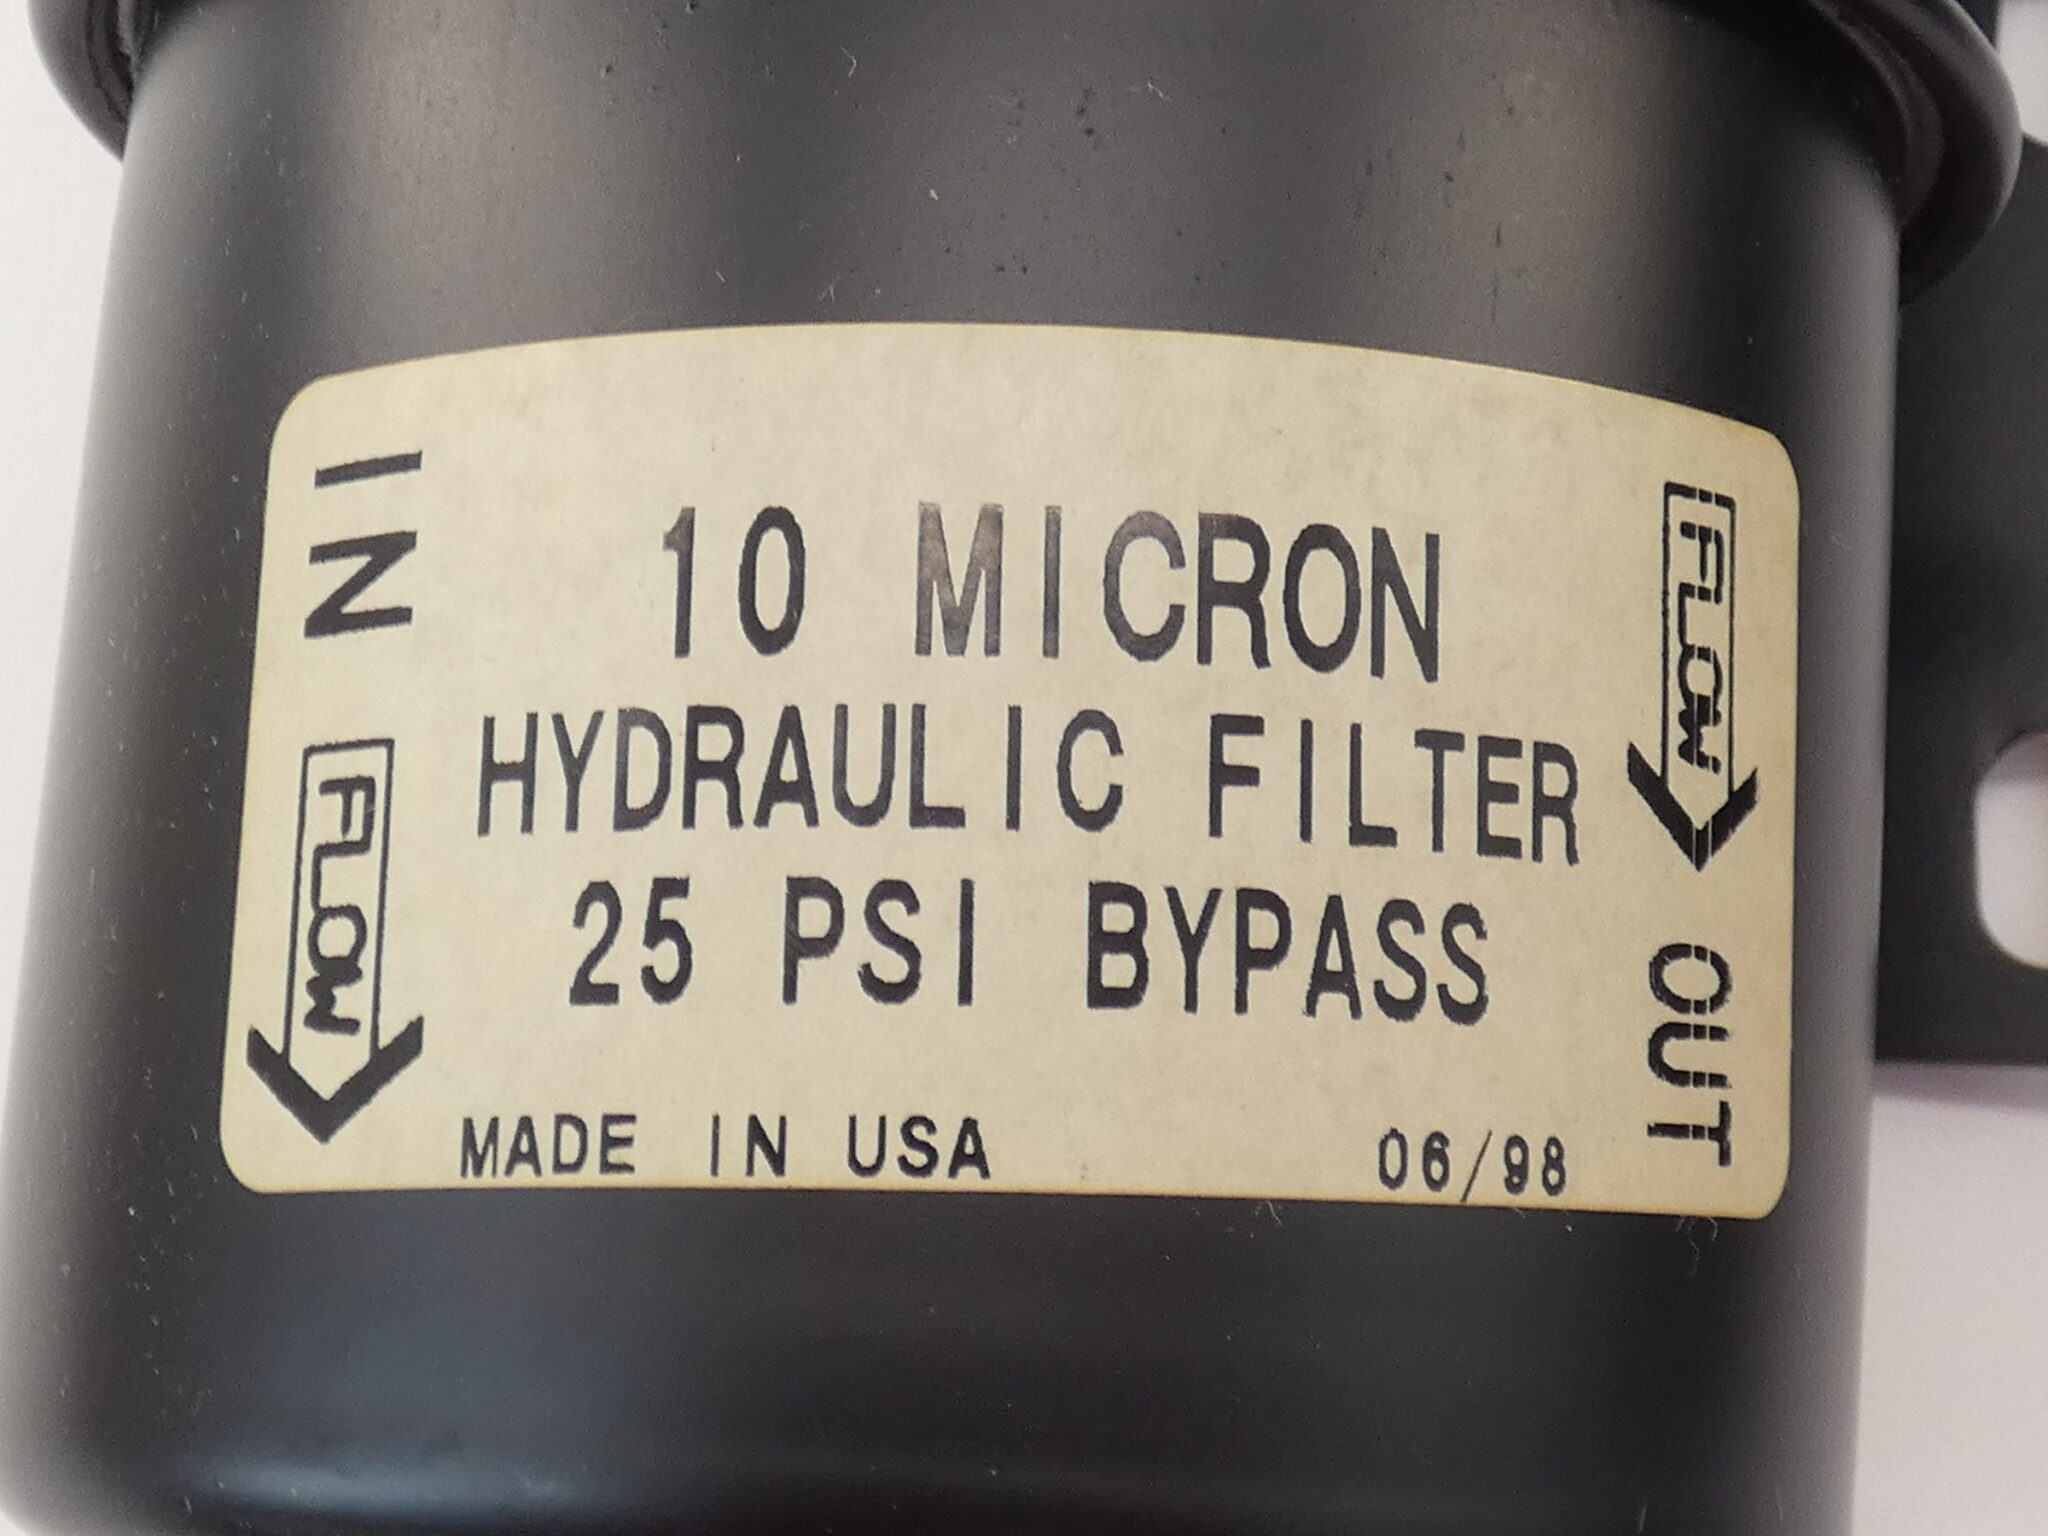 IN
FLOW
10 MICRON
HYDRAULIC FILTER
25 PSI BYPASS
MADE IN USA
06/98
FLOW
OUT